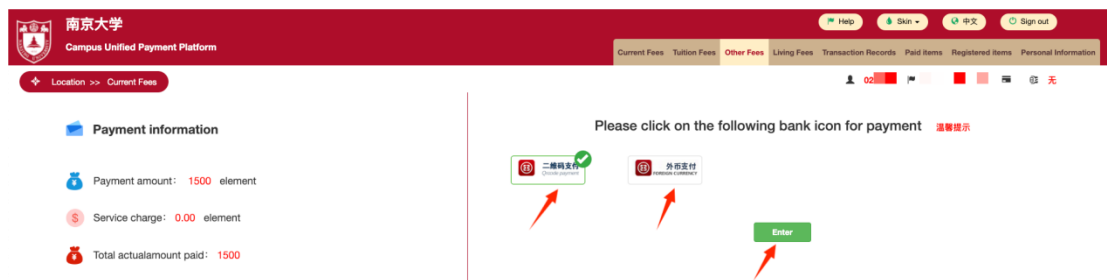 南京大学
Campus Unified Payment Platform
Help
Skin
中文
Sign out
Current Fees Tuition Fees Other Fees Living Fees Transaction Records Paid items Registered items Personal Information
Location >> Current Fees
02
无
Payment information
Payment amount: 1500 element
Service charge: 0.00 element
Total actualamount paid: 1500
Please click on the following bank icon for payment 温馨提示
二维码支付
Qrcode payment
外币支付
FOREIGN CURRENCY
Enter